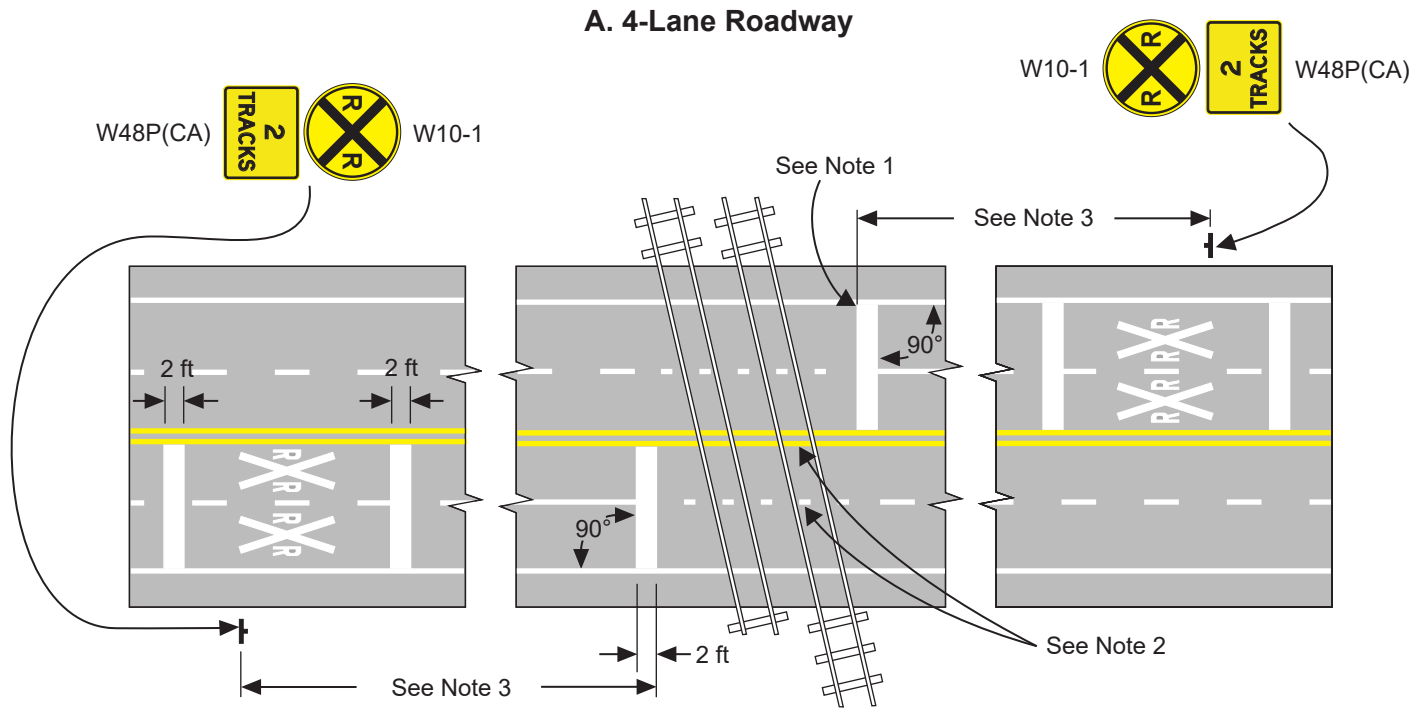 A. 4-Lane Roadway
W10-1
R
R
2
TRACKS
W48P(CA)
W48P(CA)
2
TRACKS
R
R
W10-1
See Note 1
See Note 3
90°
2 ft
2 ft
R X R
R X R
R X R
R X R
90°
See Note 2
2 ft
See Note 3